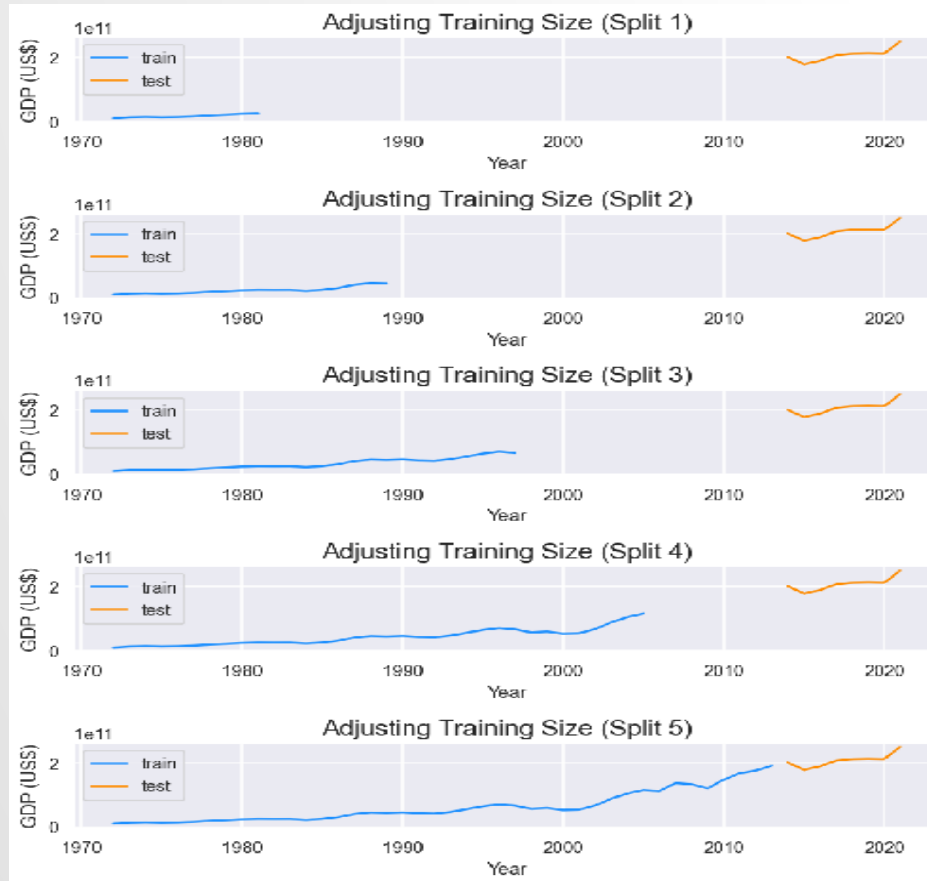 Adjusting Training Size (Split 1)
1e11
GDP (US$)
2
0
train
test
1970 1980 1990 2000 2010 2020
Year
Adjusting Training Size (Split 2)
1e11
GDP (US$)
2
0
train
test
1970 1980 1990 2000 2010 2020
Year
Adjusting Training Size (Split 3)
1e11
GDP (US$)
2
0
train
test
1970 1980 1990 2000 2010 2020
Year
Adjusting Training Size (Split 4)
1e11
GDP (US$)
2
0
train
test
1970 1980 1990 2000 2010 2020
Year
Adjusting Training Size (Split 5)
1e11
GDP (US$)
2
0
train
test
1970 1980 1990 2000 2010 2020
Year